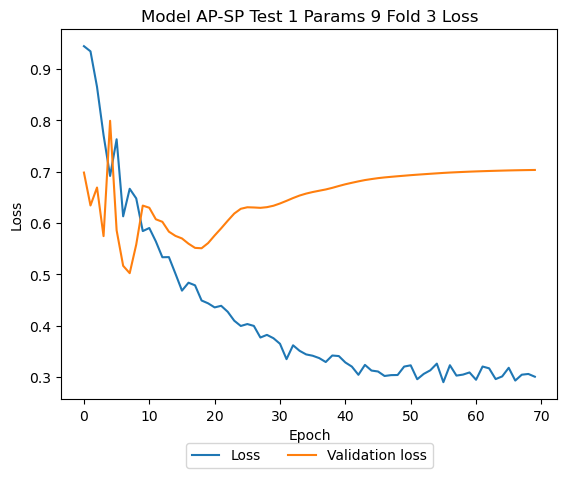 Model AP-SP Test 1 Params 9 Fold 3 Loss
0.9
0.8
0.7
0.6
0.5
0.4
0.3
Loss
0 10 20 30 40 50 60 70
Epoch
Loss Validation loss